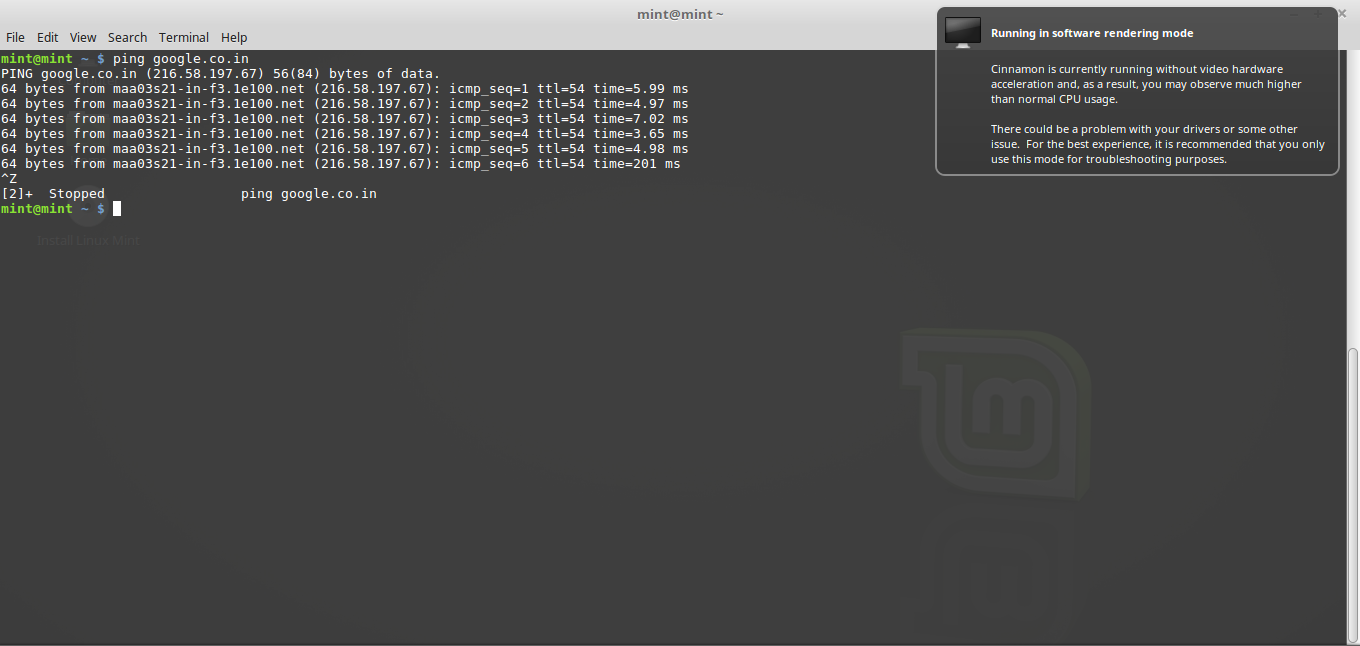 mint@mint ~
File Edit View Search Terminal Help
mint@mint ~ $ ping google.co.in
PING google.co.in (216.58.197.67) 56(84) bytes of data.
64 bytes from maa03s21-in-f3.1e100.net (216.58.197.67): icmp_seq=1 ttl=54 time=5.99 ms
64 bytes from maa03s21-in-f3.1e100.net (216.58.197.67): icmp_seq=2 ttl=54 time=4.97 ms
64 bytes from maa03s21-in-f3.1e100.net (216.58.197.67): icmp_seq=3 ttl=54 time=7.02 ms
64 bytes from maa03s21-in-f3.1e100.net (216.58.197.67): icmp_seq=4 ttl=54 time=3.65 ms
64 bytes from maa03s21-in-f3.1e100.net (216.58.197.67): icmp_seq=5 ttl=54 time=4.98 ms
64 bytes from maa03s21-in-f3.1e100.net (216.58.197.67): icmp_seq=6 ttl=54 time=201 ms
^Z
[2]+  Stopped                 ping google.co.in
mint@mint ~ $
Install Linux Mint
Running in software rendering mode
Cinnamon is currently running without video hardware
acceleration and, as a result, you may observe much higher
than normal CPU usage.
There could be a problem with your drivers or some other
issue.  For the best experience, it is recommended that you only
use this mode for troubleshooting purposes.